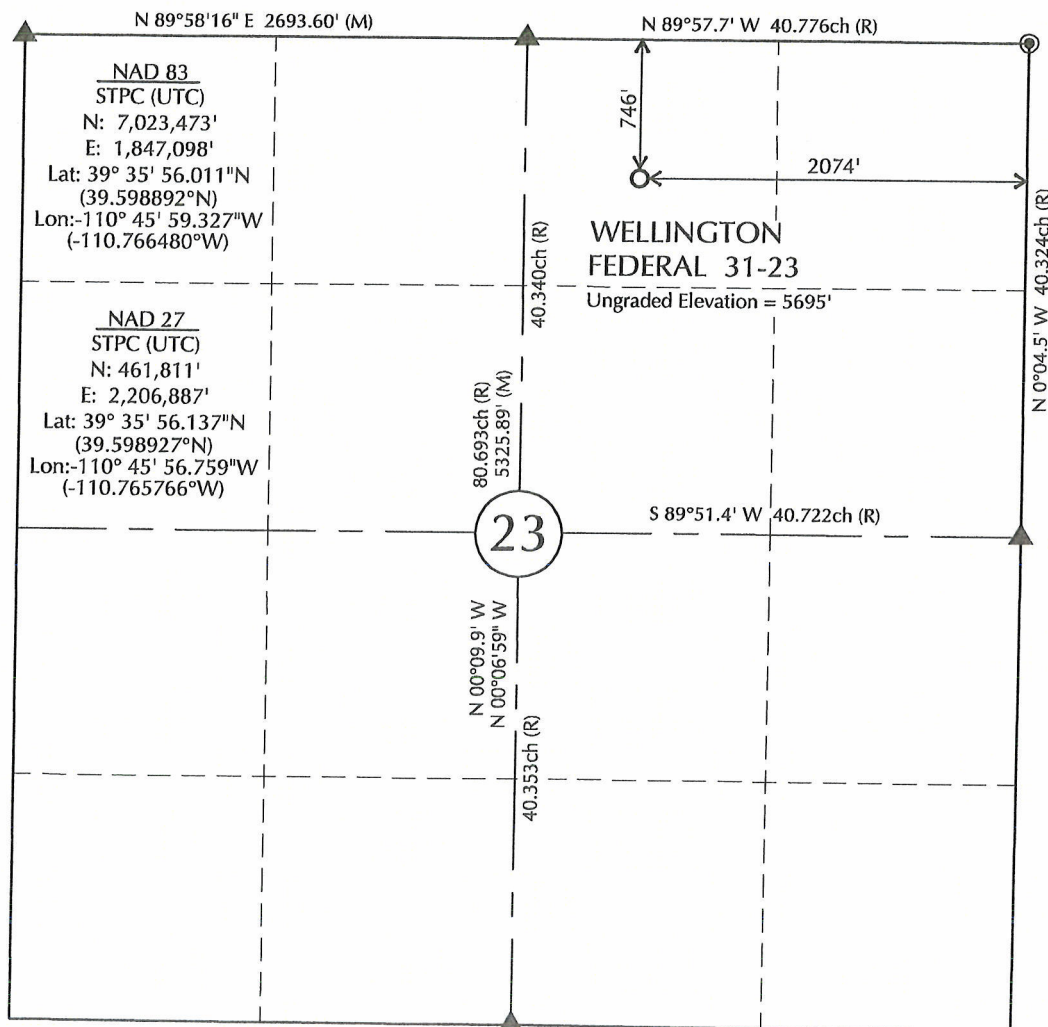 N 89°58'16" E 2693.60' (M)
N 89°57.7' W 40.776ch (R)
NAD 83
STPC (UTC)
N: 7,023,473'
E: 1,847,098'
Lat: 39° 35' 56.011"N
(39.598892°N)
Lon:-110° 45' 59.327"W
(-110.766480°W)
746'
2074'
WELLINGTON
FEDERAL 31-23
Ungraded Elevation = 5695'
40.340ch (R)
N 0°04.5' W 40.324ch (R)
NAD 27
STPC (UTC)
N: 461,811'
E: 2,206,887'
Lat: 39° 35' 56.137"N
(39.598927°N)
Lon:-110° 45' 56.759"W
(-110.765766°W)
80.693ch (R)
5325.89' (M)
23
S 89°51.4' W 40.722ch (R)
N 00°09.9' W
N 00°06'59" W
40.353ch (R)